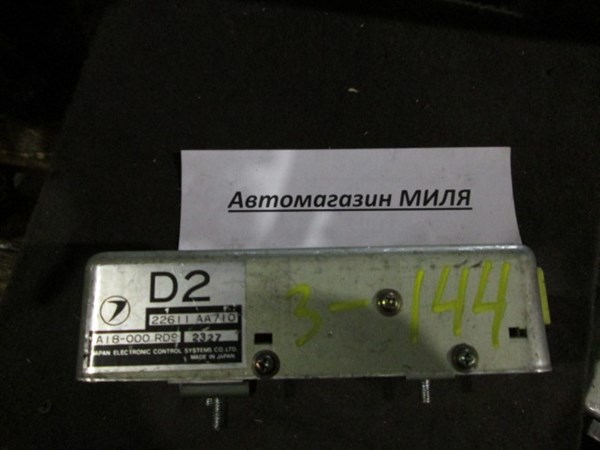 Автомагазин МИЛЯ
D2
22611 AA710
A18-000 RD9 2327
JAPAN ELECTRONIC CONTROL SYSTEMS CO.LTD.
MADE IN JAPAN
3-144